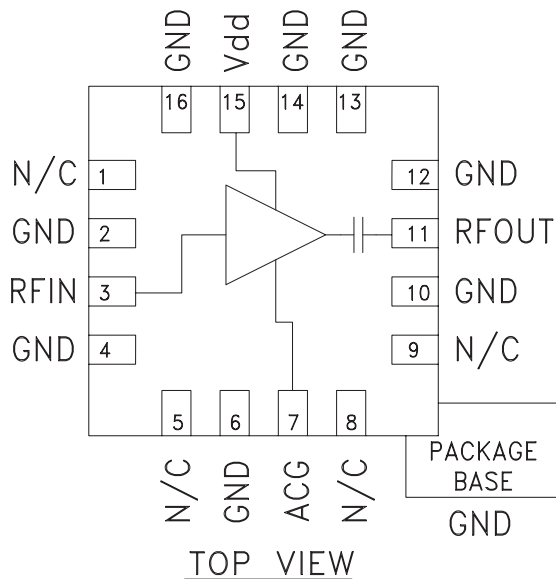 GND
Vdd
GND
GND
16
15
14
13
N/C 1
12 GND
GND 2
11 RFOUT
RFIN 3
10 GND
GND 4
9 N/C
5
6
7
8
N/C
GND
ACG
N/C
PACKAGE
BASE
GND
TOP VIEW